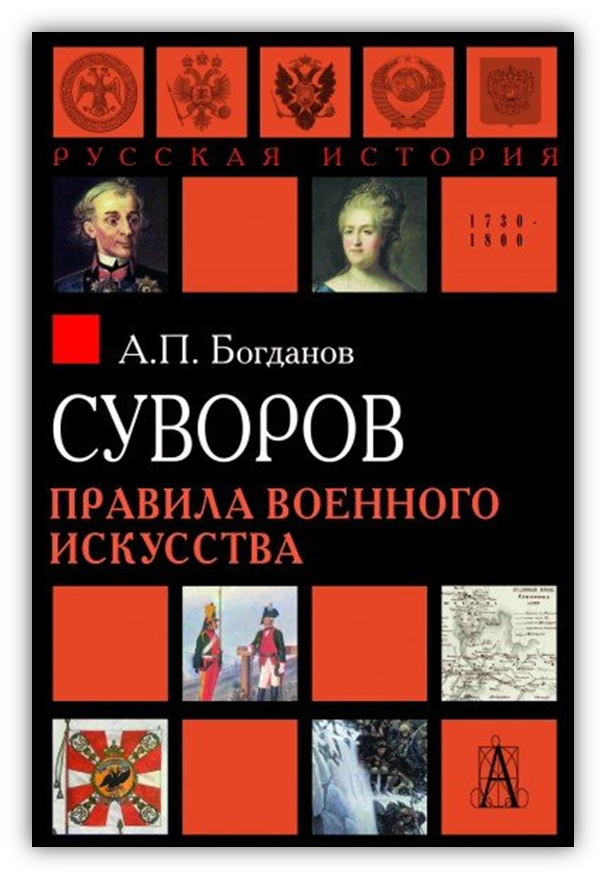 РУССКАЯ ИСТОРИЯ
1730-
1800
А.П. Богданов
СУВОРОВ
ПРАВИЛА ВОЕННОГО
ИСКУССТВА
А